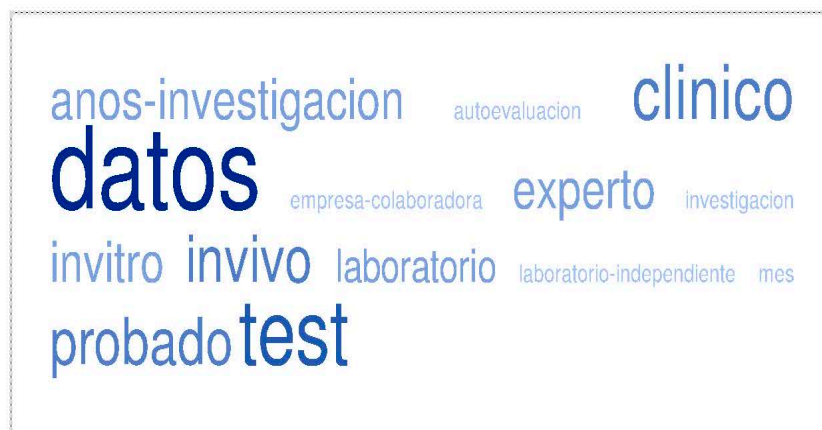 anos-investigacion autoevaluacion clinico
datos empresa-colaboradora experto investigacion
invitro invivo laboratorio laboratorio-independiente mes
probado test